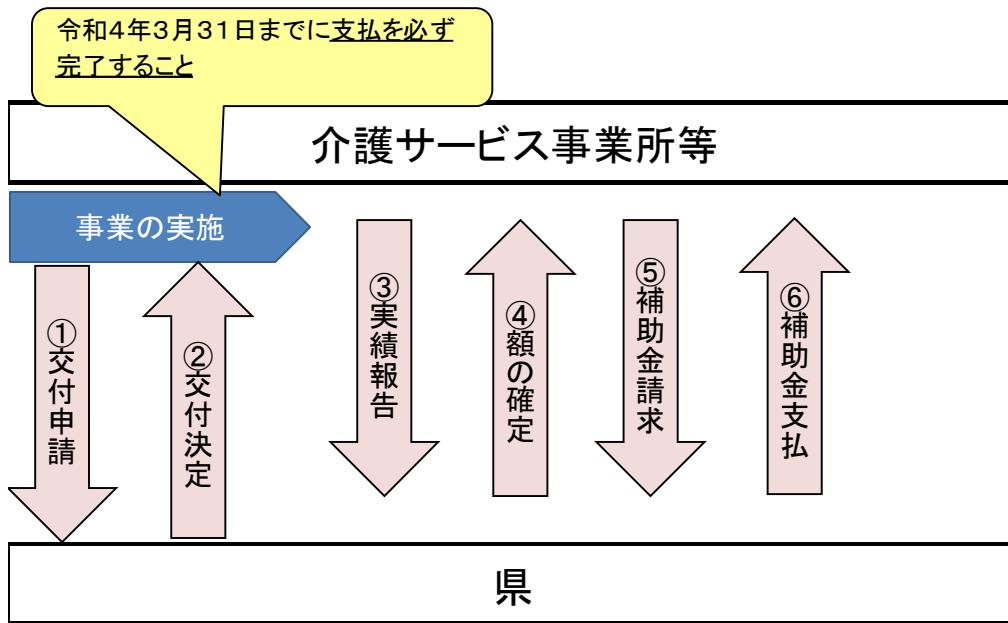 令和４年３月３１日までに支払を必ず
完了すること
介護サービス事業所等
事業の実施
①交付申請
②交付決定
③実績報告
④額の確定
⑤補助金請求
⑥補助金支払
県